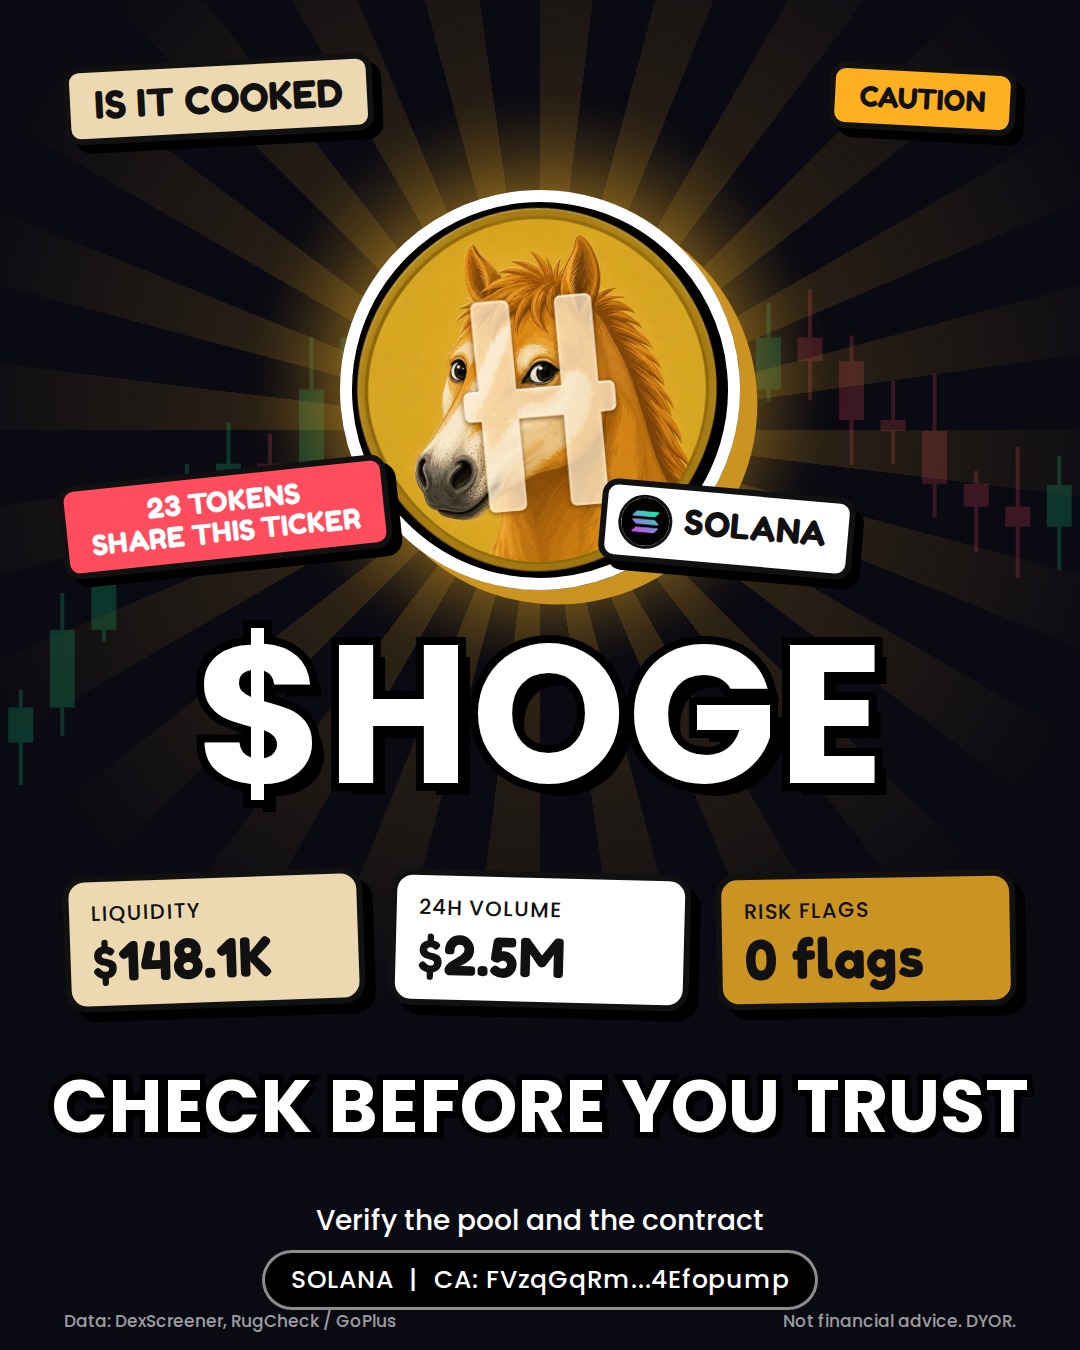 IS IT COOKED
CAUTION
H
23 TOKENS
SHARE THIS TICKER
SOLANA
$HOGE
LIQUIDITY
$148.1K
24H VOLUME
$2.5M
RISK FLAGS
0 flags
CHECK BEFORE YOU TRUST
Verify the pool and the contract
SOLANA | CA: FVzqGqRm...4Efopump
Data: DexScreener, RugCheck / GoPlus
Not financial advice. DYOR.